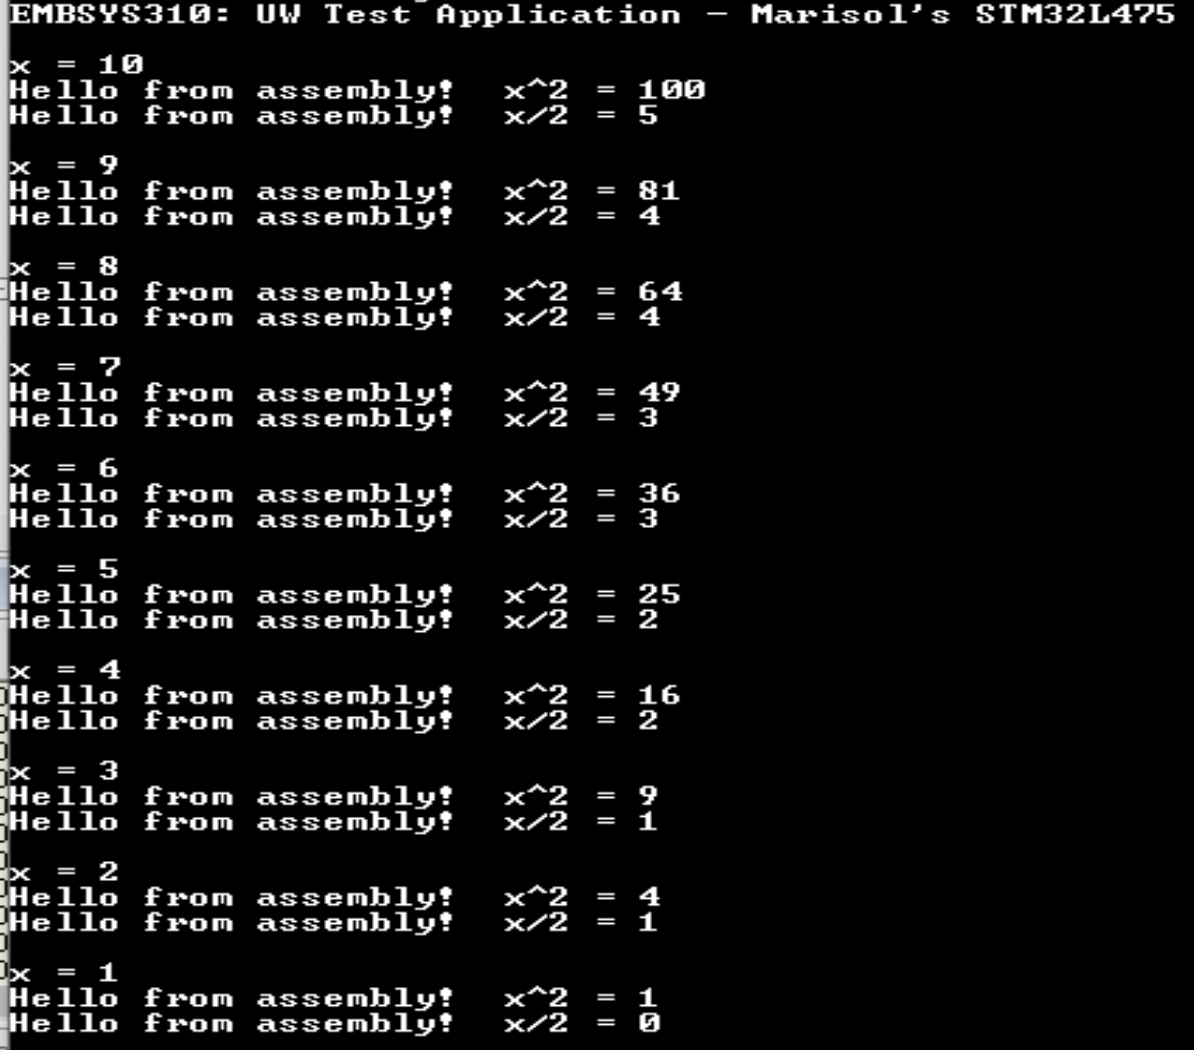 EMBSYS310: UW Test Application - Marisol's STM32L475
x = 10
Hello from assembly!  x^2 = 100
Hello from assembly!  x/2 = 5
x = 9
Hello from assembly!  x^2 = 81
Hello from assembly!  x/2 = 4
x = 8
Hello from assembly!  x^2 = 64
Hello from assembly!  x/2 = 4
x = 7
Hello from assembly!  x^2 = 49
Hello from assembly!  x/2 = 3
x = 6
Hello from assembly!  x^2 = 36
Hello from assembly!  x/2 = 3
x = 5
Hello from assembly!  x^2 = 25
Hello from assembly!  x/2 = 2
x = 4
Hello from assembly!  x^2 = 16
Hello from assembly!  x/2 = 2
x = 3
Hello from assembly!  x^2 = 9
Hello from assembly!  x/2 = 1
x = 2
Hello from assembly!  x^2 = 4
Hello from assembly!  x/2 = 1
x = 1
Hello from assembly!  x^2 = 1
Hello from assembly!  x/2 = 0